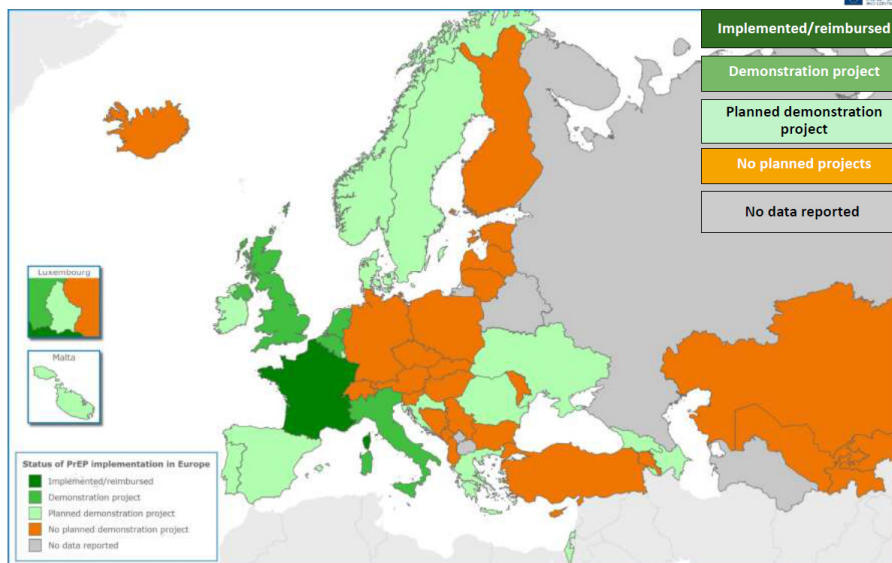 Implemented/reimbursed
Demonstration project
Planned demonstration
project
No planned projects
No data reported
Luxembourg
Malta
Status of PrEP implementation in Europe
Implemented/reimbursed
Demonstration project
Planned demonstration project
No planned demonstration project
No data reported